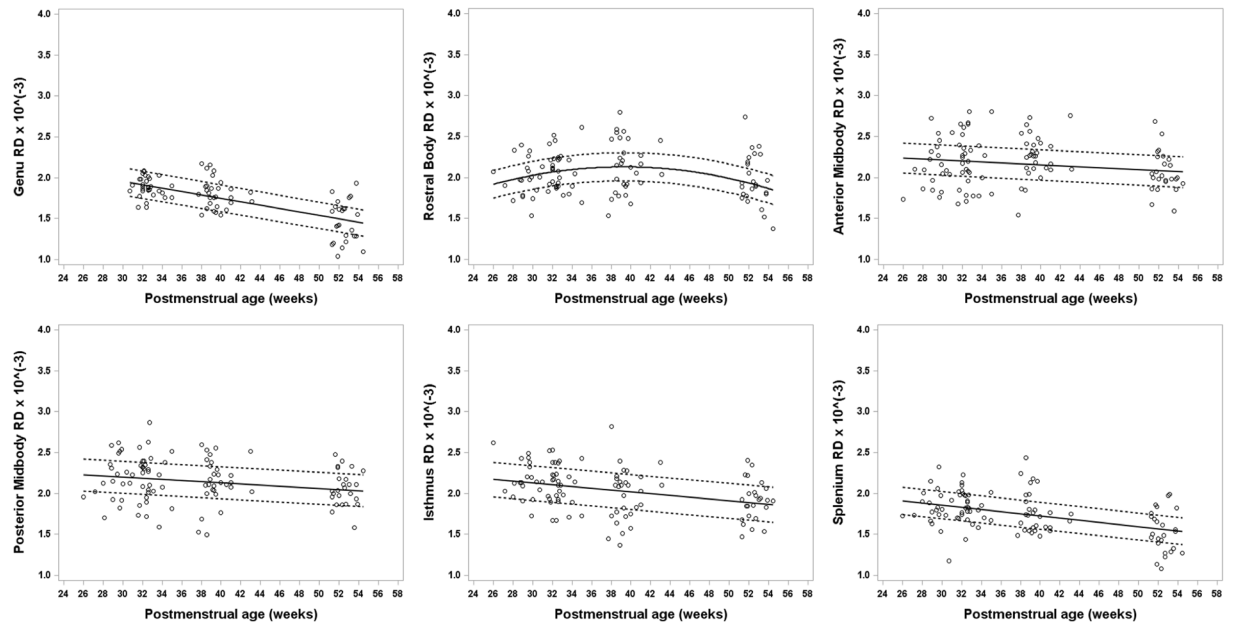 Genu RD x 10^(-3)
4.0
3.5
3.0
2.5
2.0
1.5
1.0
24 26 28 30 32 34 36 38 40 42 44 46 48 50 52 54 56 58
Postmenstrual age (weeks)
Rostral Body RD x 10^(-3)
4.0
3.5
3.0
2.5
2.0
1.5
1.0
24 26 28 30 32 34 36 38 40 42 44 46 48 50 52 54 56 58
Postmenstrual age (weeks)
Anterior Midbody RD x 10^(-3)
4.0
3.5
3.0
2.5
2.0
1.5
1.0
24 26 28 30 32 34 36 38 40 42 44 46 48 50 52 54 56 58
Postmenstrual age (weeks)
Posterior Midbody RD x 10^(-3)
4.0
3.5
3.0
2.5
2.0
1.5
1.0
24 26 28 30 32 34 36 38 40 42 44 46 48 50 52 54 56 58
Postmenstrual age (weeks)
Isthmus RD x 10^(-3)
4.0
3.5
3.0
2.5
2.0
1.5
1.0
24 26 28 30 32 34 36 38 40 42 44 46 48 50 52 54 56 58
Postmenstrual age (weeks)
Splenium RD x 10^(-3)
4.0
3.5
3.0
2.5
2.0
1.5
1.0
24 26 28 30 32 34 36 38 40 42 44 46 48 50 52 54 56 58
Postmenstrual age (weeks)